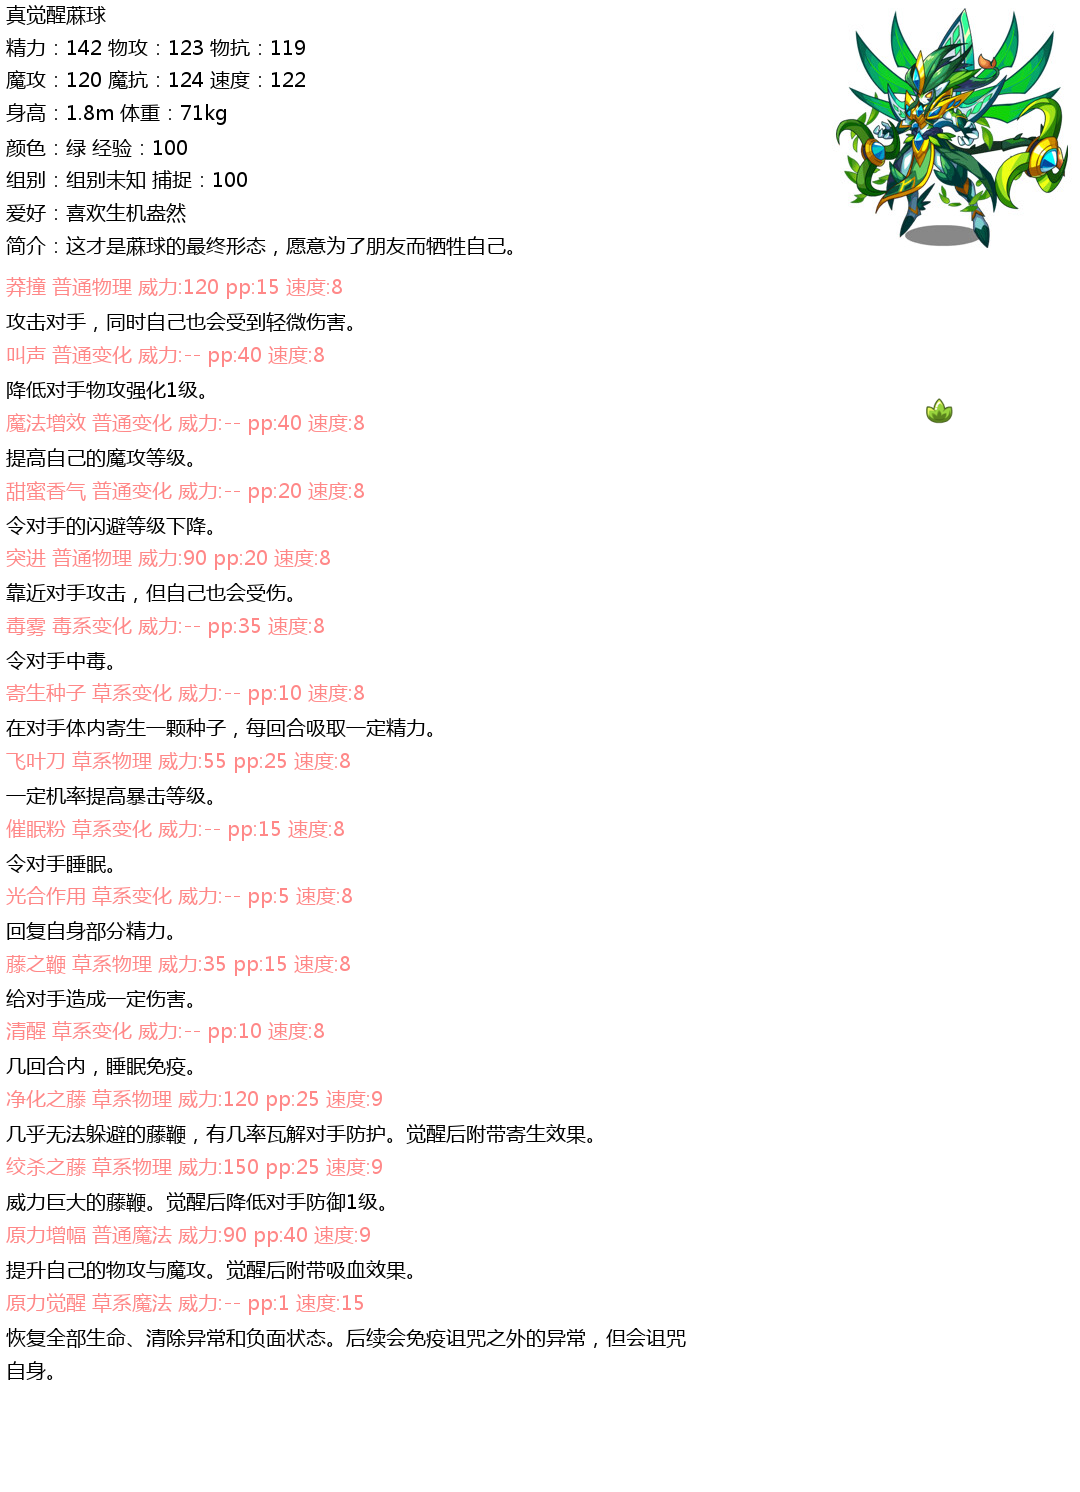 真觉醒蔴球
精力：142 物攻：123 物抗：119
魔攻：120 魔抗：124 速度：122
身高：1.8m 体重：71kg
颜色：绿 经验：100
组别：组别未知 捕捉：100
爱好：喜欢生机盎然
简介：这才是蔴球的最终形态，愿意为了朋友而牺牲自己。
莽撞 普通物理 威力:120 pp:15 速度:8
攻击对手，同时自己也会受到轻微伤害。
叫声 普通变化 威力:-- pp:40 速度:8
降低对手物攻强化1级。
魔法增效 普通变化 威力:-- pp:40 速度:8
提高自己的魔攻等级。
甜蜜香气 普通变化 威力:-- pp:20 速度:8
令对手的闪避等级下降。
突进 普通物理 威力:90 pp:20 速度:8
靠近对手攻击，但自己也会受伤。
毒雾 毒系变化 威力:-- pp:35 速度:8
令对手中毒。
寄生种子 草系变化 威力:-- pp:10 速度:8
在对手体内寄生一颗种子，每回合吸取一定精力。
飞叶刀 草系物理 威力:55 pp:25 速度:8
一定机率提高暴击等级。
催眠粉 草系变化 威力:-- pp:15 速度:8
令对手睡眠。
光合作用 草系变化 威力:-- pp:5 速度:8
回复自身部分精力。
藤之鞭 草系物理 威力:35 pp:15 速度:8
给对手造成一定伤害。
清醒 草系变化 威力:-- pp:10 速度:8
几回合内，睡眠免疫。
净化之藤 草系物理 威力:120 pp:25 速度:9
几乎无法躲避的藤鞭，有几率瓦解对手防护。觉醒后附带寄生效果。
绞杀之藤 草系物理 威力:150 pp:25 速度:9
威力巨大的藤鞭。觉醒后降低对手防御1级。
原力增幅 普通魔法 威力:90 pp:40 速度:9
提升自己的物攻与魔攻。觉醒后附带吸血效果。
原力觉醒 草系魔法 威力:-- pp:1 速度:15
恢复全部生命、清除异常和负面状态。后续会免疫诅咒之外的异常，但会诅咒
自身。